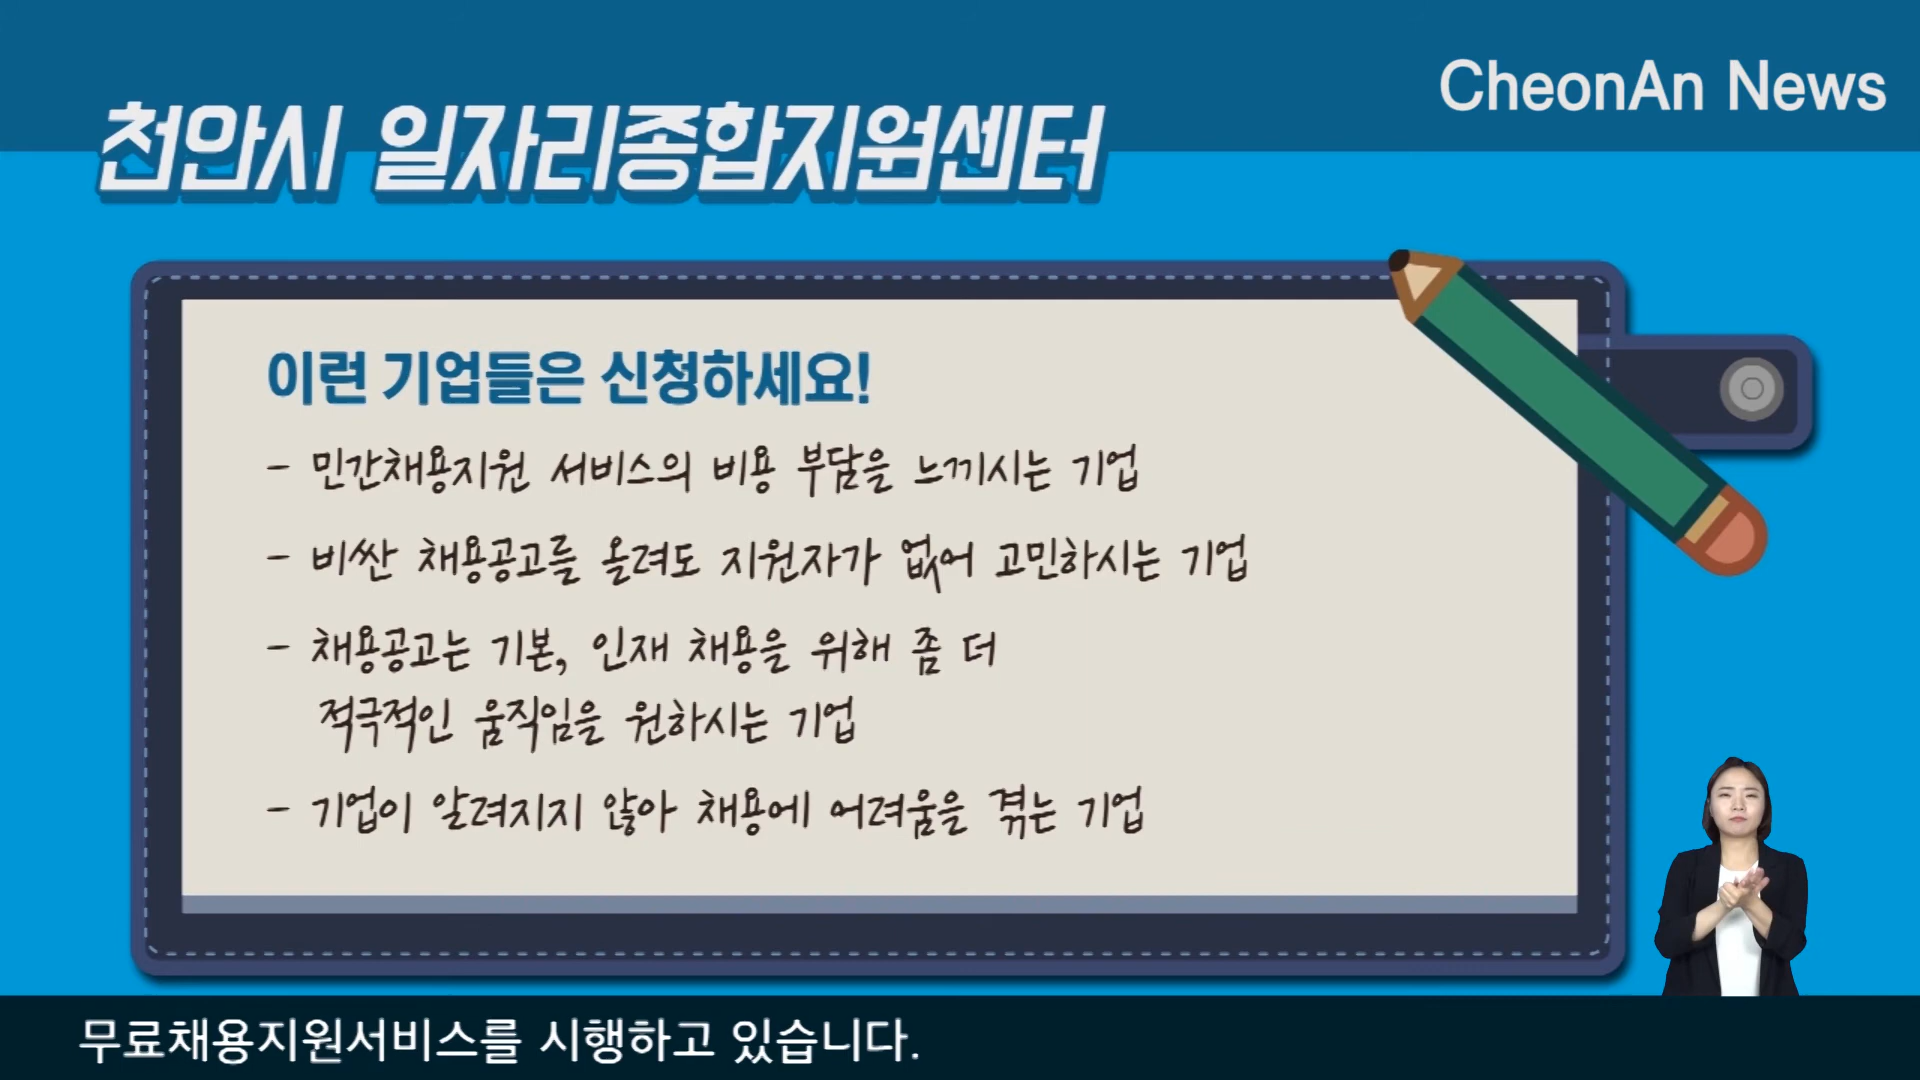 CheonAn News
천안시 일자리종합지원센터
이런 기업들은 신청하세요!
- 민간채용지원 서비스의 비용 부담을 느끼시는 기업
- 비싼 채용공고를 올려도 지원자가 없어 고민하시는 기업
- 채용공고는 기본, 인재 채용을 위해 좀 더
적극적인 움직임을 원하시는 기업
- 기업이 알려지지 않아 채용에 어려움을 겪는 기업
무료채용지원서비스를 시행하고 있습니다.